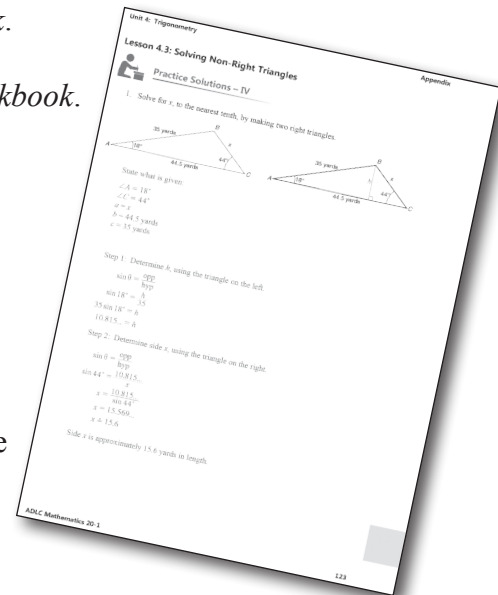 k.
kbook.
e
Unit 4: Trigonometry
Appendix
Lesson 4.3: Solving Non-Right Triangles
Practice Solutions – IV
1. Solve for x, to the nearest tenth, by making two right triangles.
B
35 yards
x
A
18°
44°
44.5 yards
C
B
35 yards
h
x
A
18°
44°
44.5 yards
C
State what is given.
∠A = 18°
∠C = 44°
a = x
b = 44.5 yards
c = 35 yards
Step 1: Determine h, using the triangle on the left.
sin θ = opp/hyp
sin 18° = h/35
35 sin 18° = h
10.815... = h
Step 2: Determine side x, using the triangle on the right.
sin θ = opp/hyp
sin 44° = 10.815.../x
x = 10.815.../sin 44°
x = 15.569...
x ≐ 15.6
Side x is approximately 15.6 yards in length.
ADLC Mathematics 20-1
123